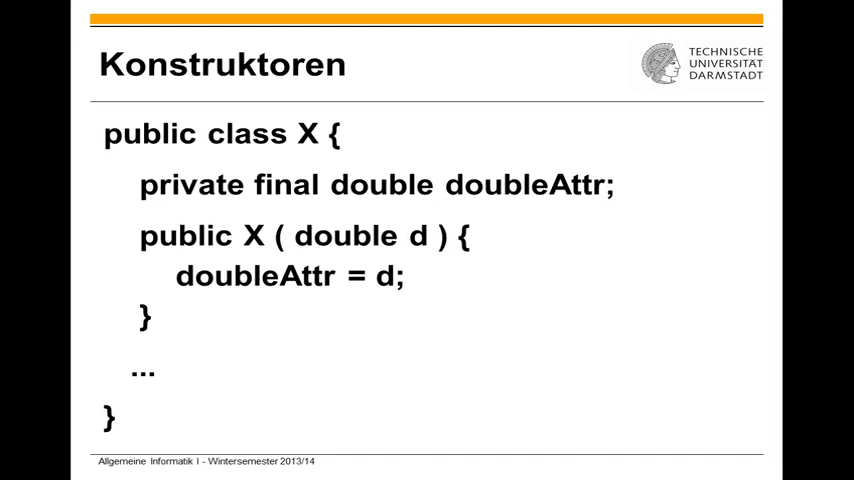 Konstruktoren
TECHNISCHE
UNIVERSITÄT
DARMSTADT
public class X {
private final double doubleAttr;
public X ( double d ) {
doubleAttr = d;
}
...
}
Allgemeine Informatik I - Wintersemester 2013/14